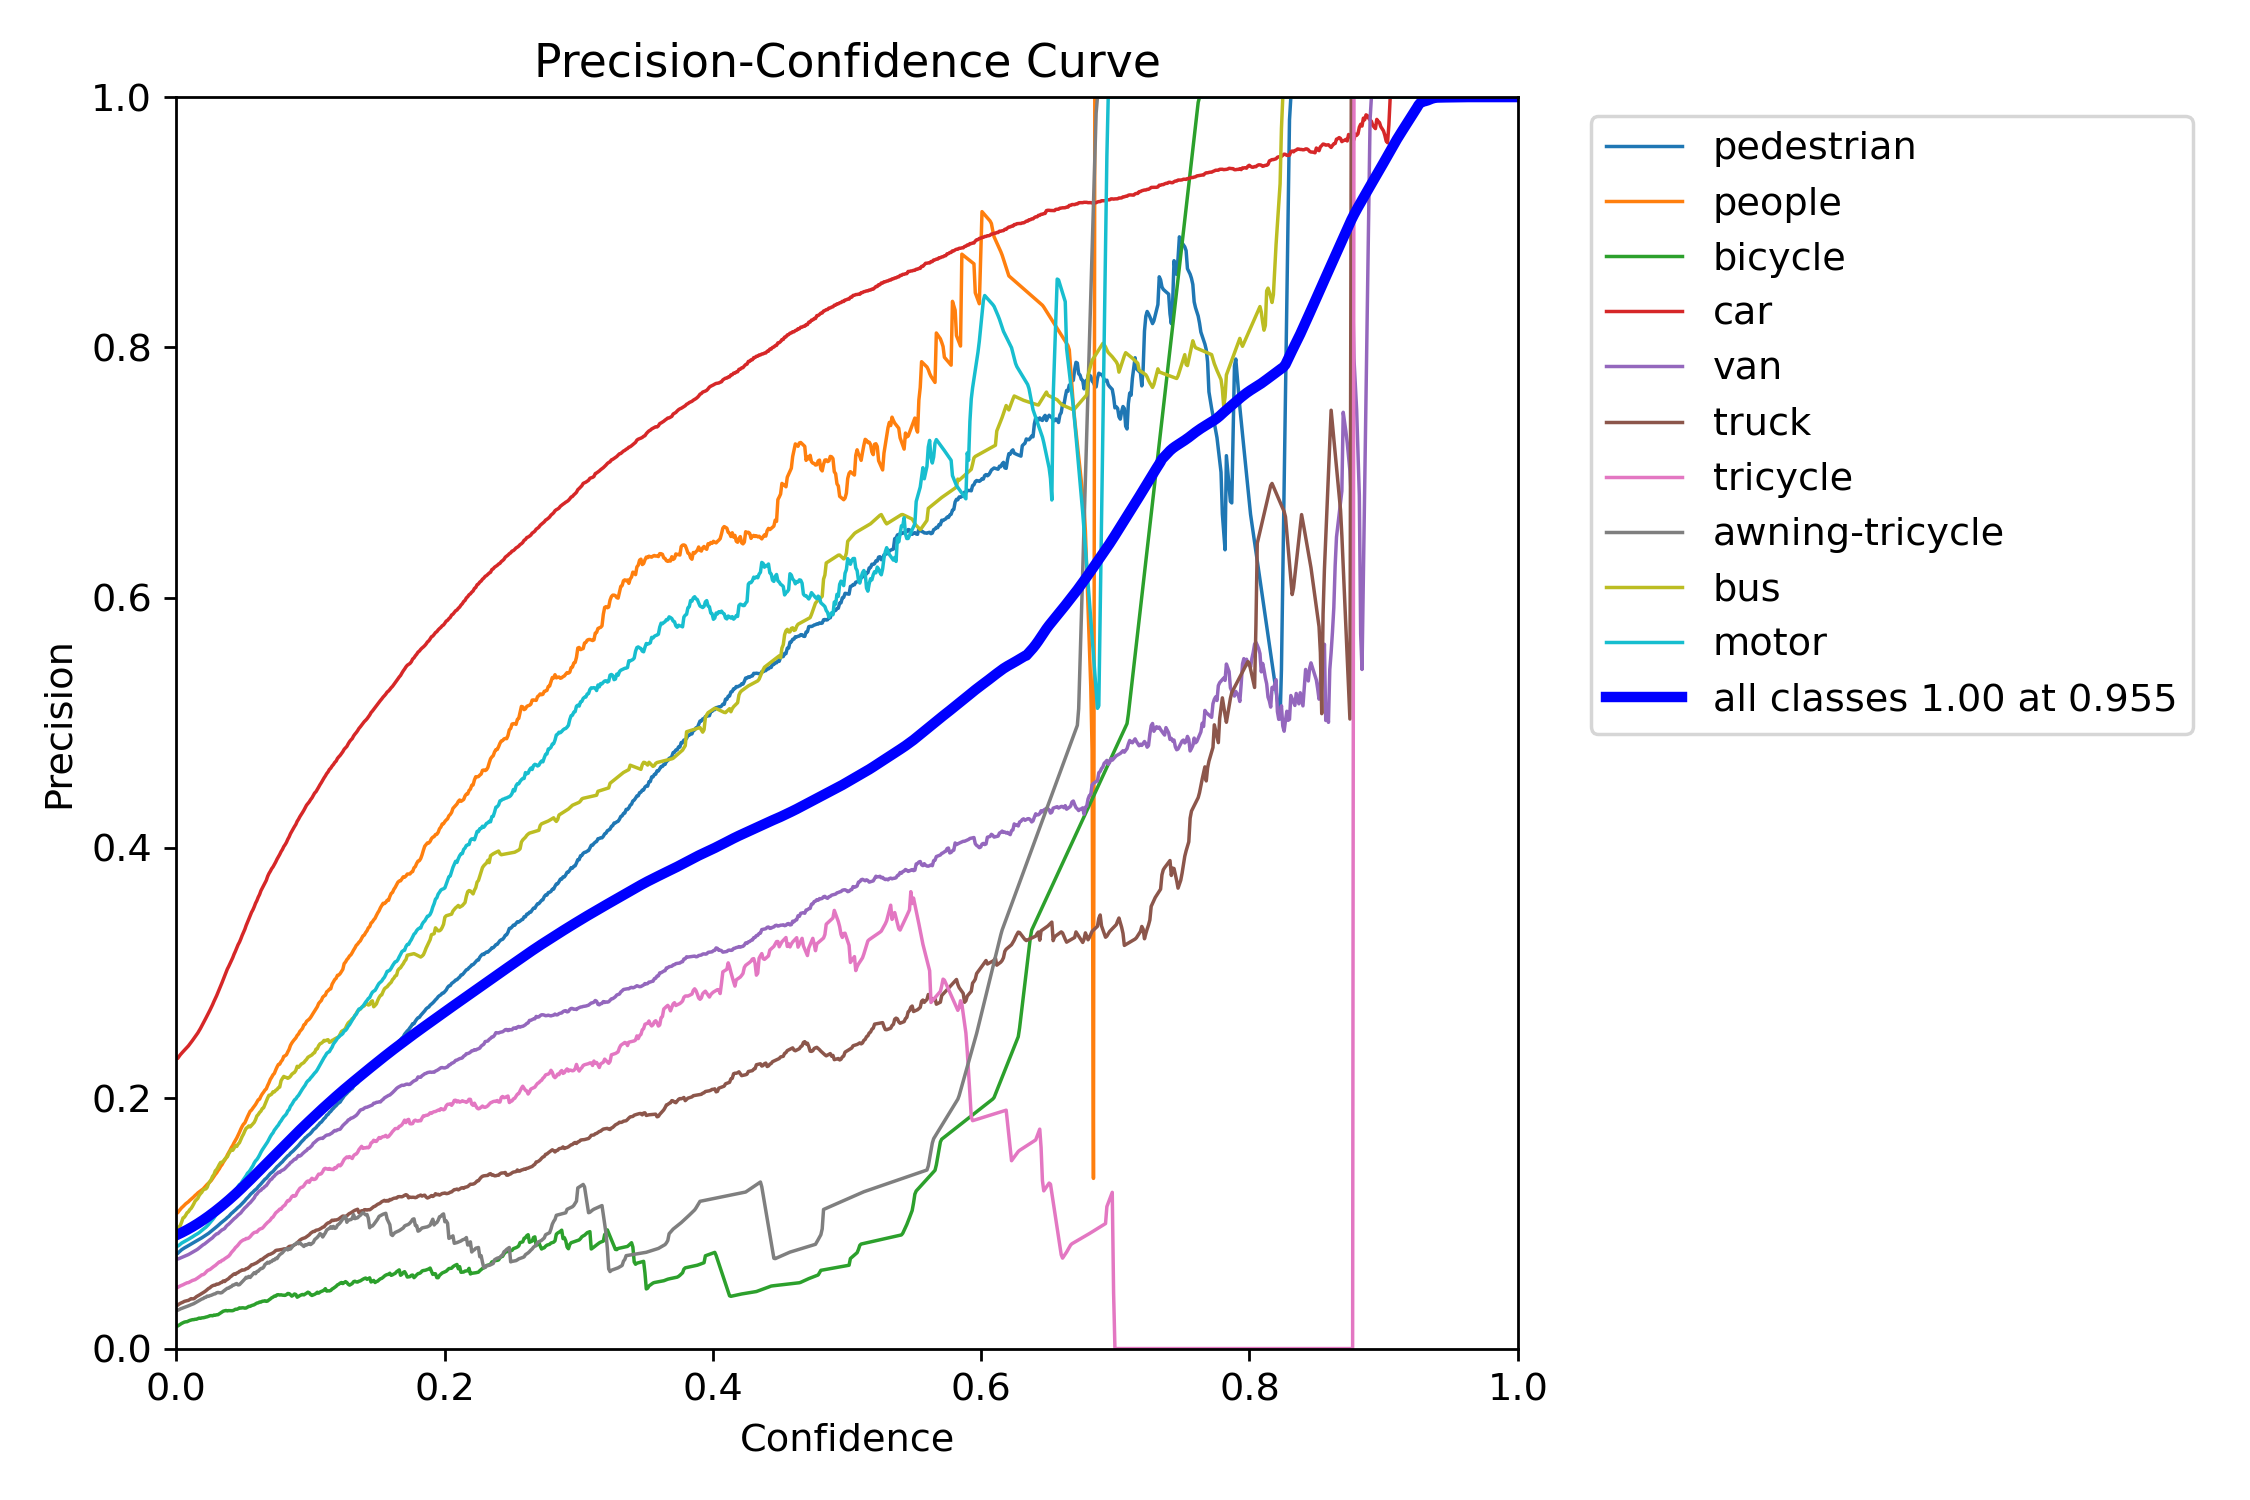 Precision-Confidence Curve
1.0
0.8
0.6
0.4
0.2
0.0
Precision
0.0 0.2 0.4 0.6 0.8 1.0
Confidence
pedestrian
people
bicycle
car
van
truck
tricycle
awning-tricycle
bus
motor
all classes 1.00 at 0.955